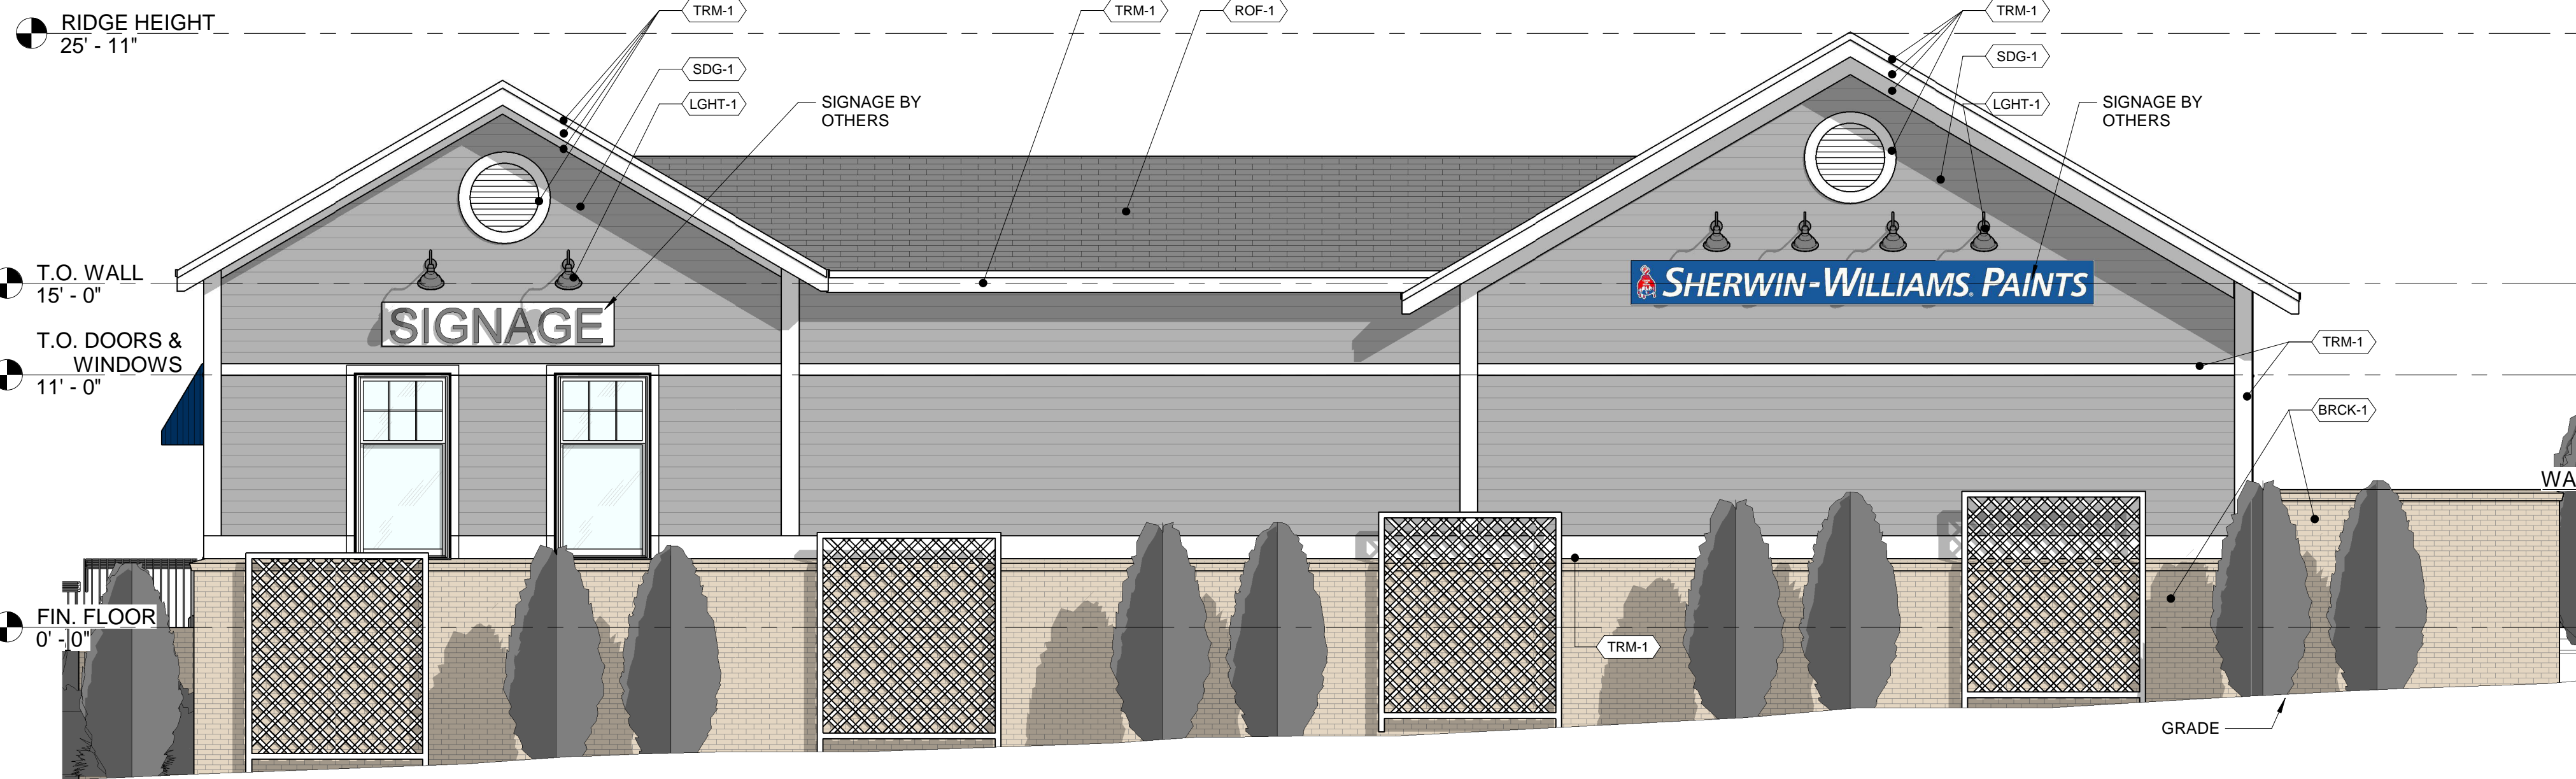 RIDGE HEIGHT
25' - 11"
TRM-1
SDG-1
LGHT-1
SIGNAGE BY
OTHERS
TRM-1
ROF-1
TRM-1
SDG-1
LGHT-1
SIGNAGE BY
OTHERS
T.O. WALL
15' - 0"
SIGNAGE
SHERWIN-WILLIAMS. PAINTS
T.O. DOORS &
WINDOWS
11' - 0"
TRM-1
BRCK-1
WA
FIN. FLOOR
0' - 0"
TRM-1
GRADE